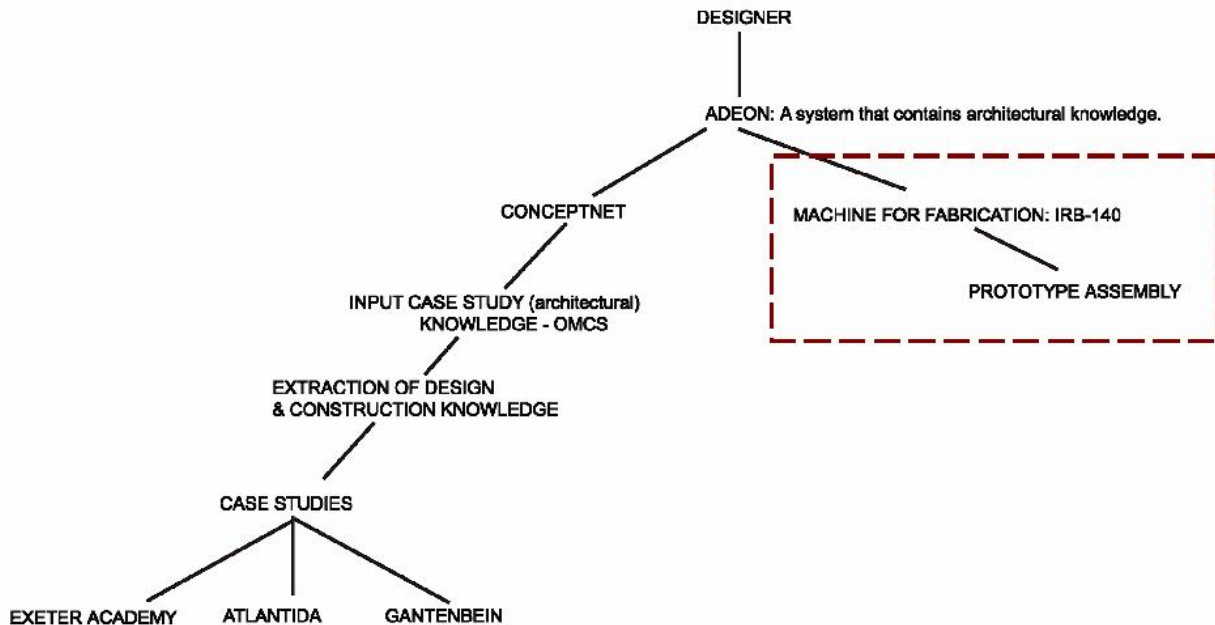 DESIGNER
ADEON: A system that contains architectural knowledge.
CONCEPTNET
MACHINE FOR FABRICATION: IRB-140
PROTOTYPE ASSEMBLY
INPUT CASE STUDY (architectural)
KNOWLEDGE - OMCS
EXTRACTION OF DESIGN
& CONSTRUCTION KNOWLEDGE
CASE STUDIES
EXETER ACADEMY
ATLANTIDA
GANTENBEIN